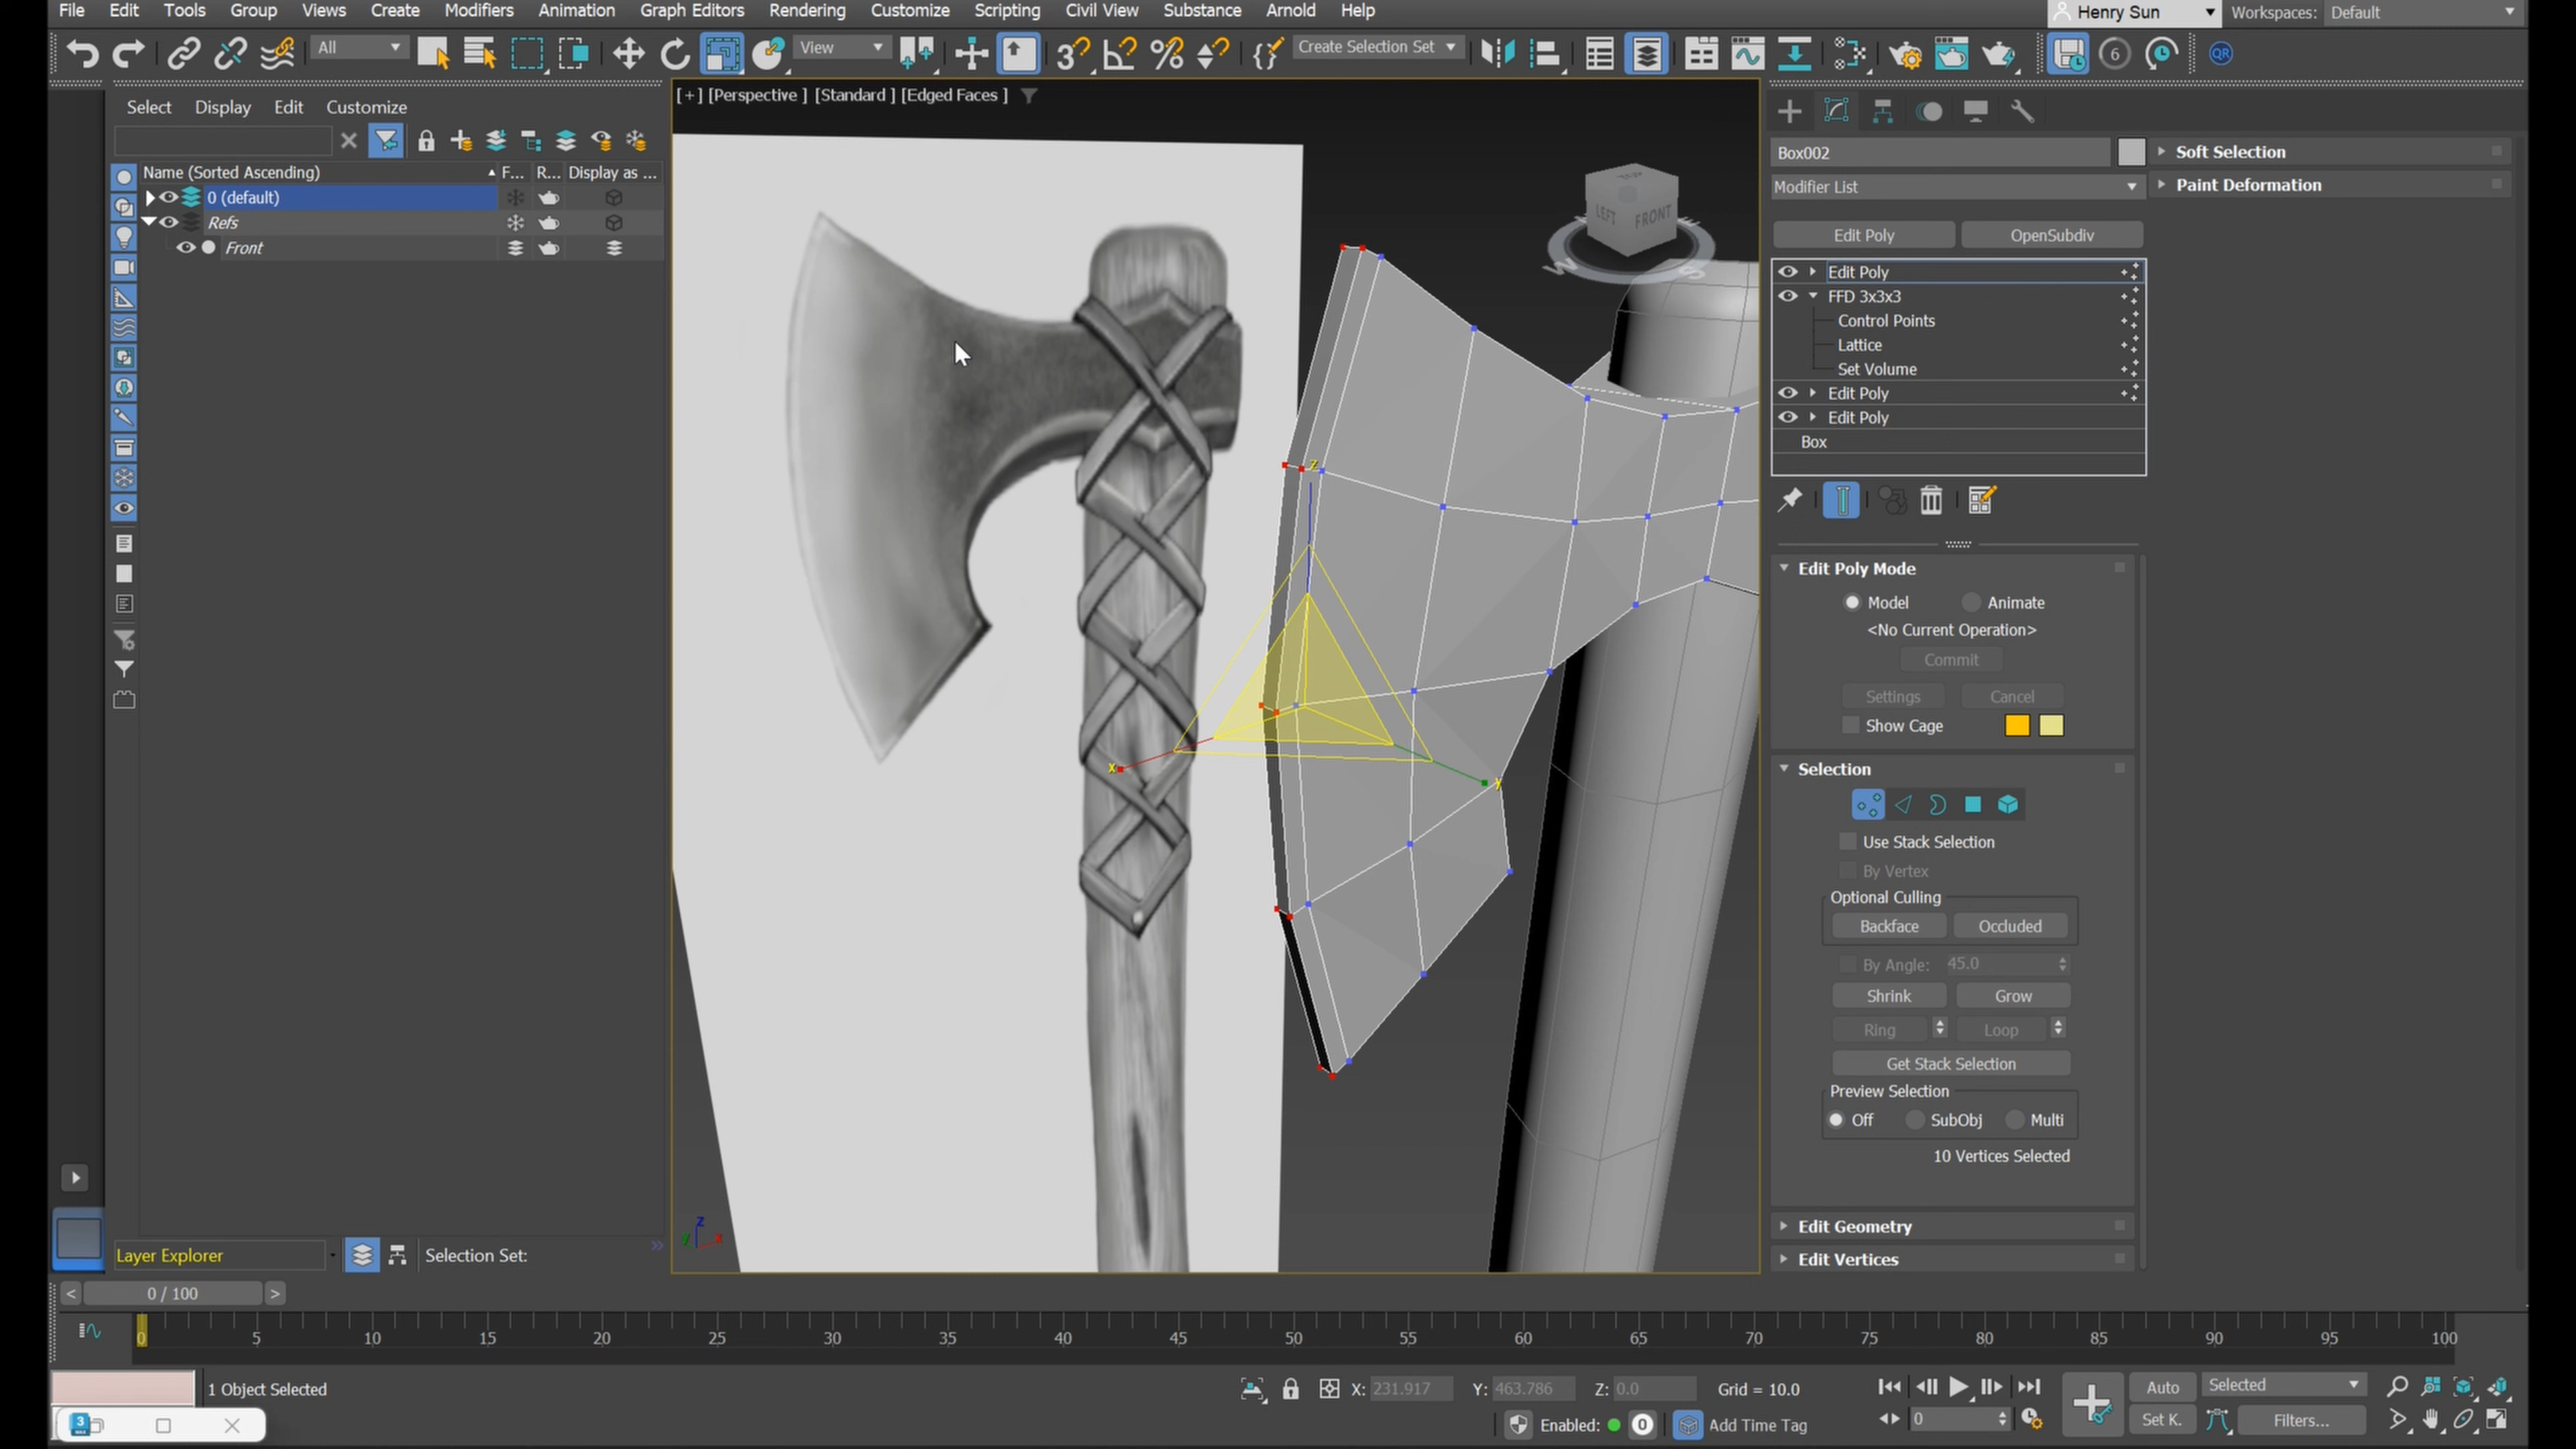 File Edit Tools Group Views Create Modifiers Animation Graph Editors Rendering Customize Scripting Civil View Substance Arnold Help Henry Sun Workspaces: Default
All View Create Selection Set 6 QR
Select Display Edit Customize
[+] [Perspective ] [Standard ] [Edged Faces ]
Name (Sorted Ascending) F... R... Display as ...
0 (default)
Refs
Front
TOP
LEFT FRONT
W S
z
x
y
z
x
Box002
Modifier List
Edit Poly OpenSubdiv
Edit Poly
FFD 3x3x3
Control Points
Lattice
Set Volume
Edit Poly
Edit Poly
Box
Soft Selection
Paint Deformation
Edit Poly Mode
Model Animate
<No Current Operation>
Commit
Settings Cancel
Show Cage
Selection
Use Stack Selection
By Vertex
Optional Culling
Backface Occluded
By Angle: 45.0
Shrink Grow
Ring Loop
Get Stack Selection
Preview Selection
Off SubObj Multi
10 Vertices Selected
Edit Geometry
Edit Vertices
Layer Explorer Selection Set:
< 0 / 100 >
0 5 10 15 20 25 30 35 40 45 50 55 60 65 70 75 80 85 90 95 100
1 Object Selected X: 231.917 Y: 463.786 Z: 0.0 Grid = 10.0 Auto Selected
Enabled: 0 Add Time Tag 0 Set K. Filters...
3